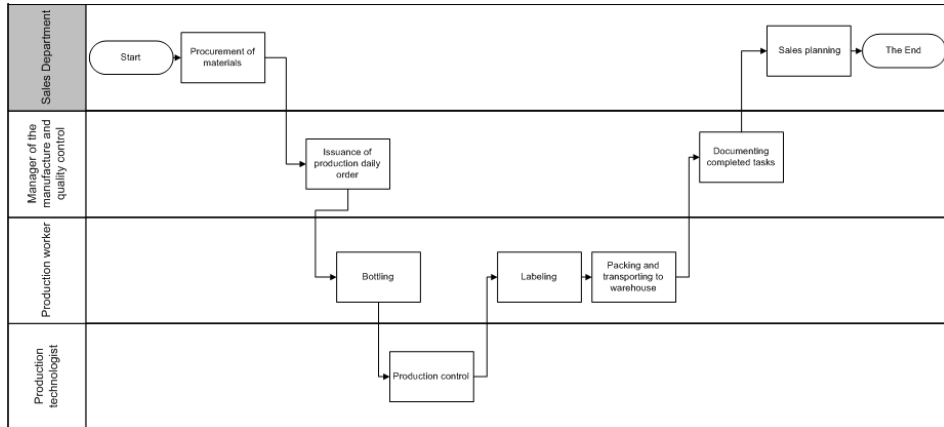 Sales Department
Start
Procurement of
materials
Sales planning
The End
Manager of the
manufacture and
quality control
Issuance of
production daily
order
Documenting
completed tasks
Production worker
Bottling
Labeling
Packing and
transporting to
warehouse
Production
technologist
Production control